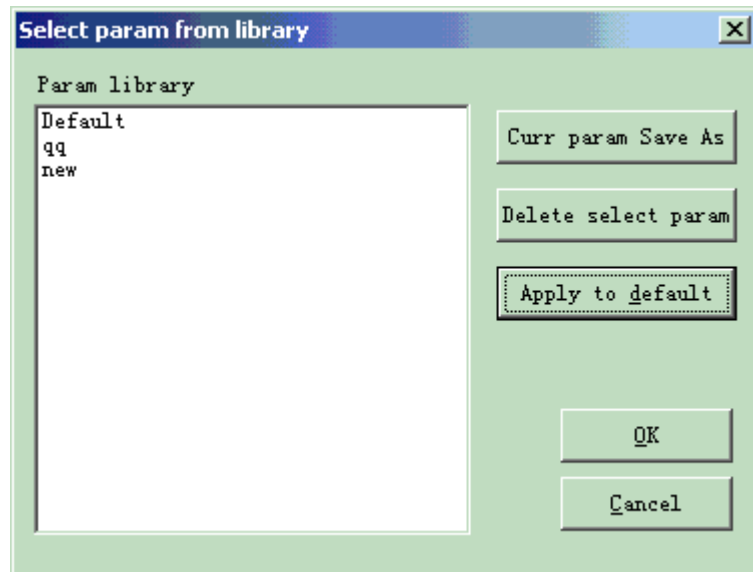 Select param from library
Param library
Default
qq
new
Curr param Save As
Delete select param
Apply to default
OK
Cancel